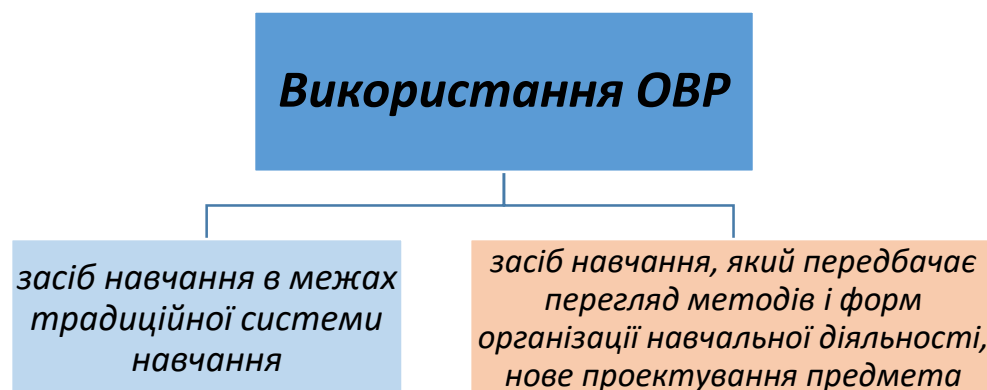 Використання ОВР
засіб навчання в межах
традиційної системи
навчання
засіб навчання, який передбачає
перегляд методів і форм
організації навчальної діяльності,
нове проектування предмета